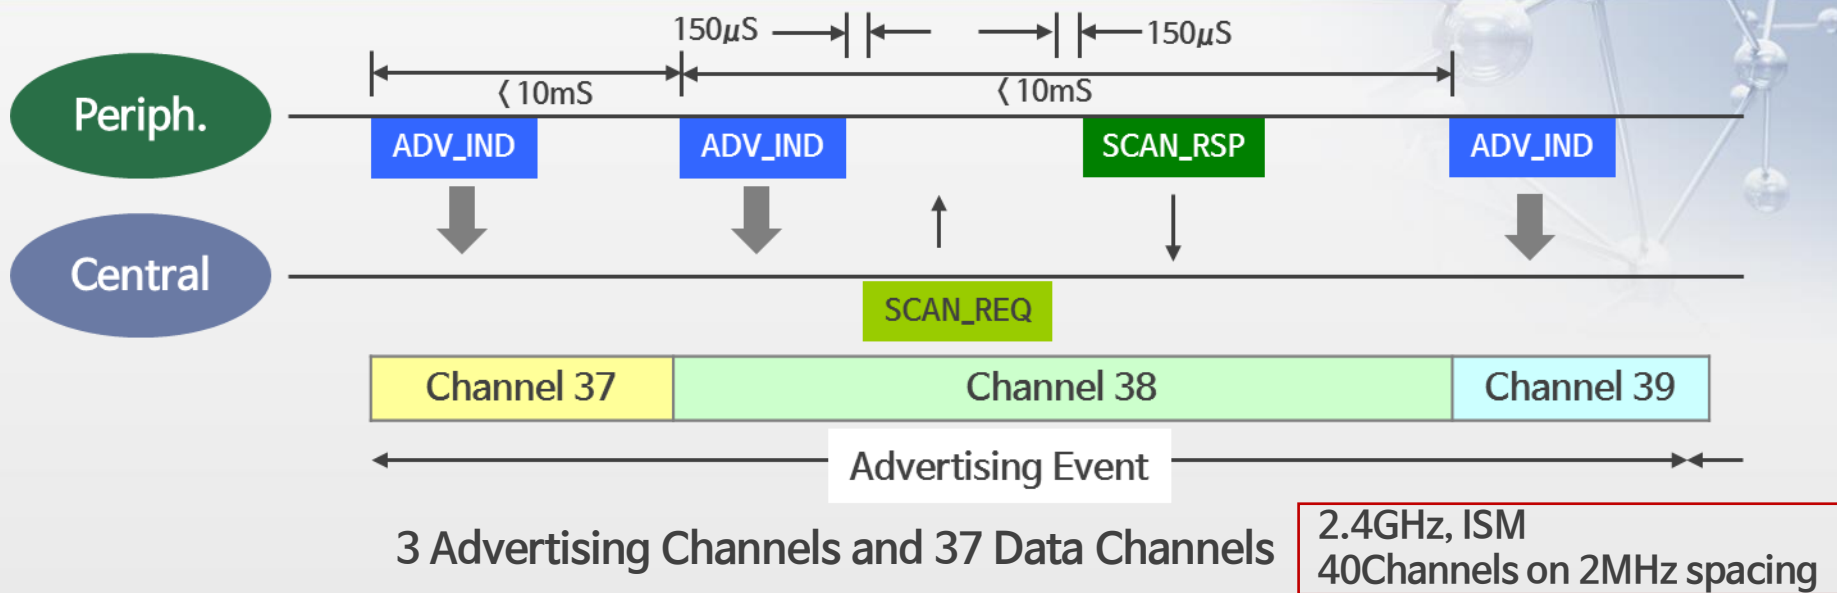 150μS
150μS
〈 10mS
〈 10mS
Periph.
ADV_IND
ADV_IND
SCAN_RSP
ADV_IND
Central
SCAN_REQ
Channel 37
Channel 38
Channel 39
Advertising Event
3 Advertising Channels and 37 Data Channels
2.4GHz, ISM
40Channels on 2MHz spacing